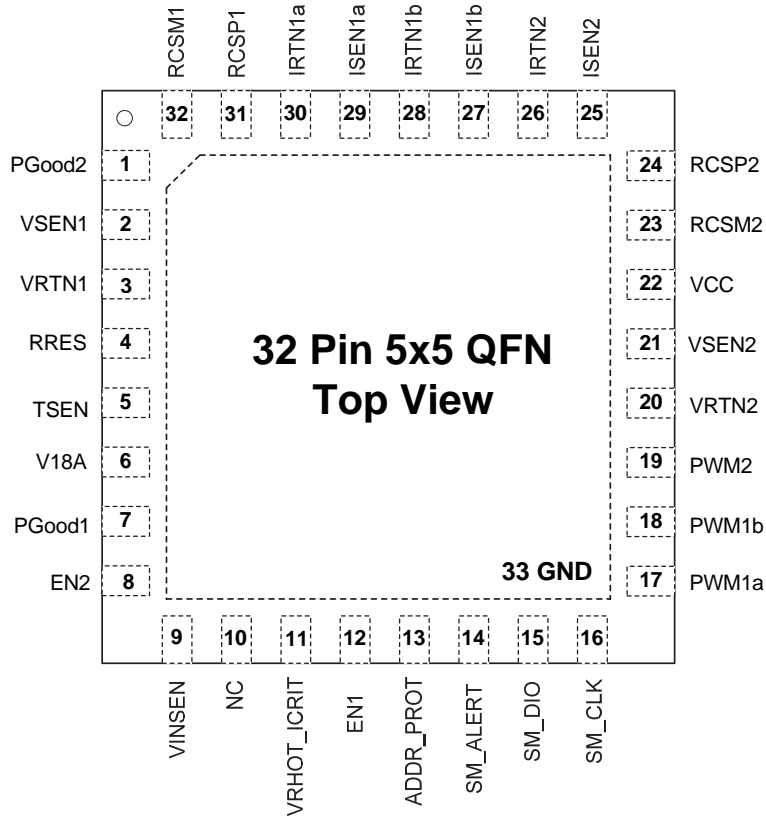 RCSM1
RCSP1
IRTN1a
ISEN1a
IRTN1b
ISEN1b
IRTN2
ISEN2
32 31 30 29 28 27 26 25
PGood2 1
VSEN1 2
VRTN1 3
RRES 4
TSEN 5
V18A 6
PGood1 7
EN2 8
32 Pin 5x5 QFN
Top View
33 GND
24 RCSP2
23 RCSM2
22 VCC
21 VSEN2
20 VRTN2
19 PWM2
18 PWM1b
17 PWM1a
9 10 11 12 13 14 15 16
VINSEN
NC
VRHOT_ICRIT
EN1
ADDR_PROT
SM_ALERT
SM_DIO
SM_CLK